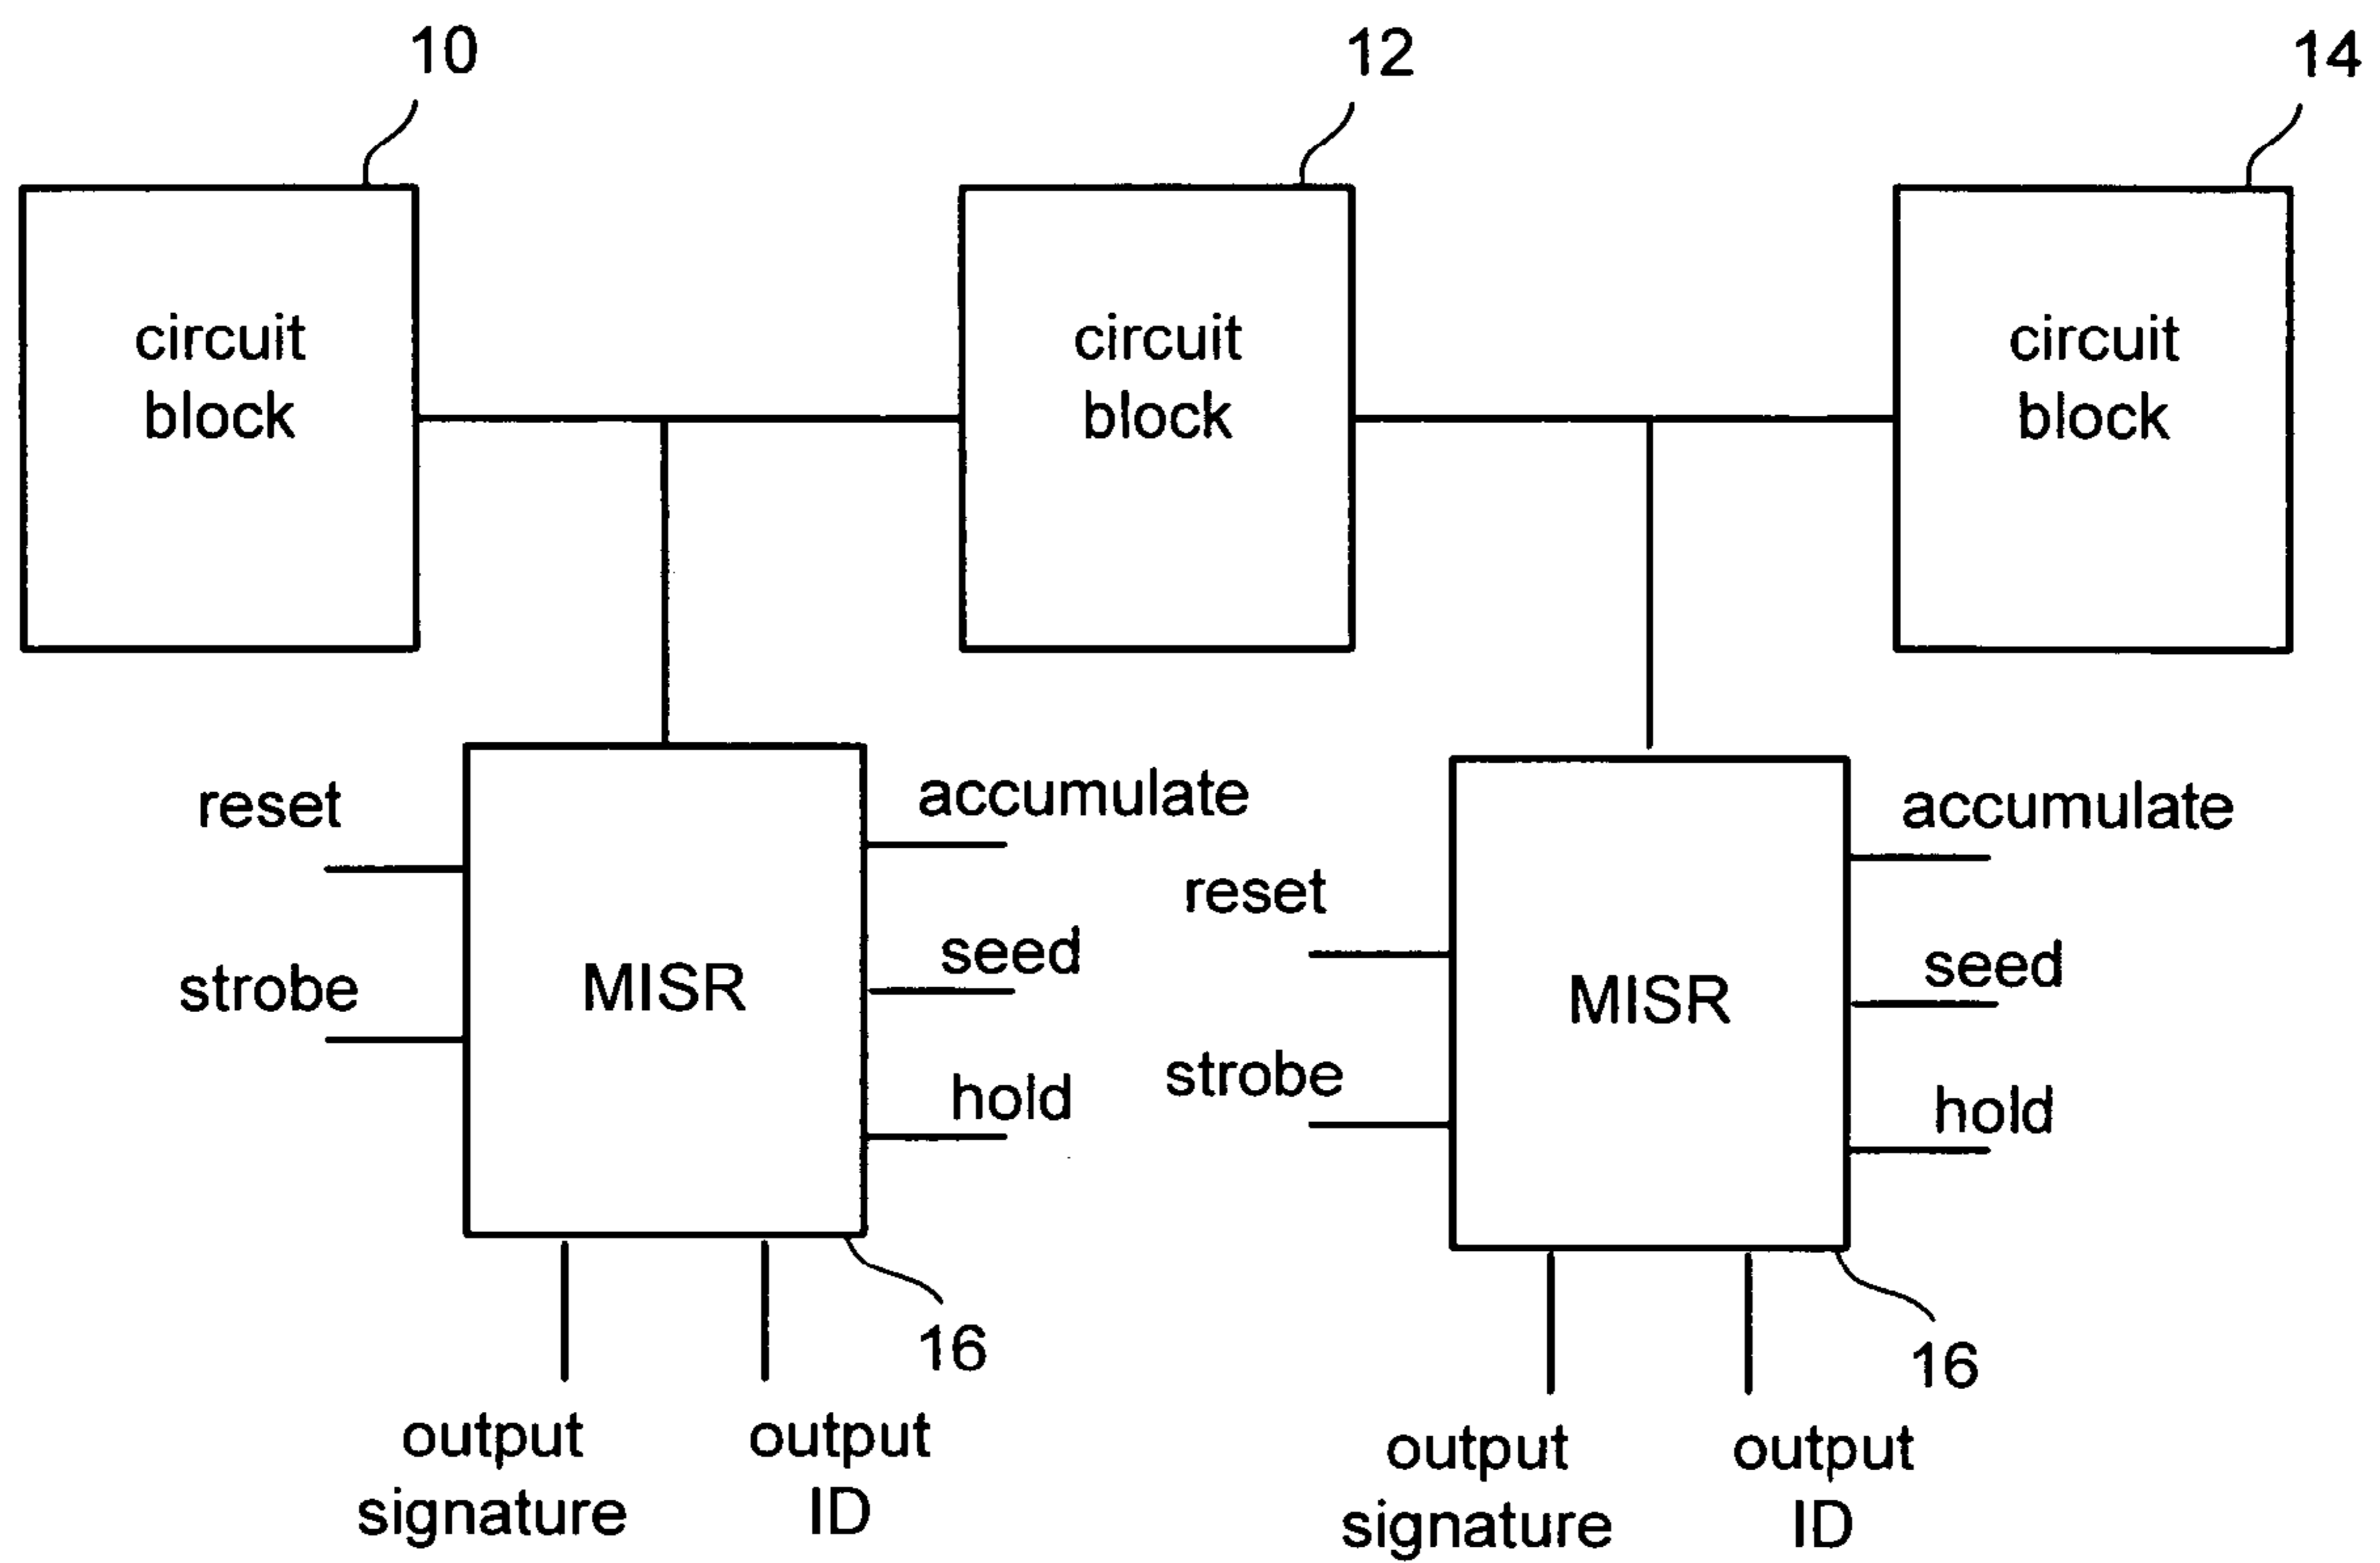 10
12
14
circuit
block
circuit
block
circuit
block
reset
strobe
MISR
accumulate
seed
hold
16
output
signature
output
ID
reset
strobe
MISR
accumulate
seed
hold
16
output
signature
output
ID